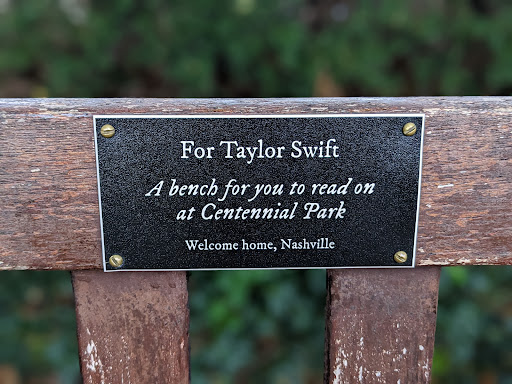 For Taylor Swift
A bench for you to read on
at Centennial Park
Welcome home, Nashville